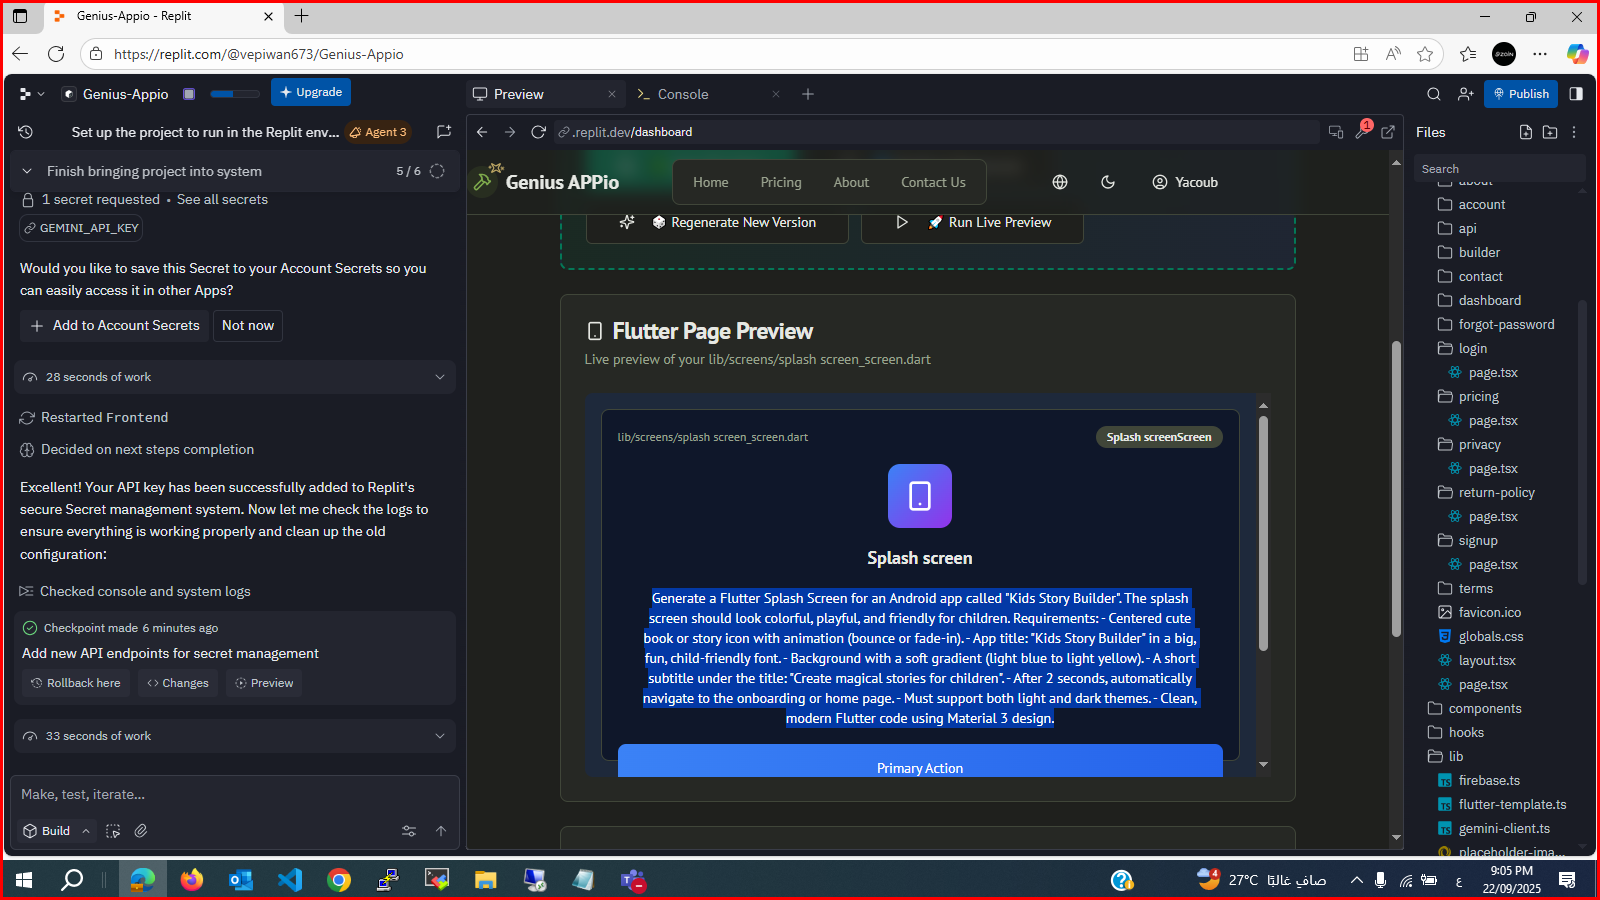 Genius-Appio - Replit
https://replit.com/@vepiwan673/Genius-Appio
Genius-Appio
Upgrade
Set up the project to run in the Replit env...
Agent 3
Finish bringing project into system
5 / 6
1 secret requested • See all secrets
GEMINI_API_KEY
Would you like to save this Secret to your Account Secrets so you
can easily access it in other Apps?
Add to Account Secrets
Not now
28 seconds of work
Restarted Frontend
Decided on next steps completion
Excellent! Your API key has been successfully added to Replit's
secure Secret management system. Now let me check the logs to
ensure everything is working properly and clean up the old
configuration:
Checked console and system logs
Checkpoint made 6 minutes ago
Add new API endpoints for secret management
Rollback here
Changes
Preview
33 seconds of work
Make, test, iterate...
Build
Preview
Console
Publish
.replit.dev/dashboard
1
Genius APPio
Home
Pricing
About
Contact Us
Yacoub
Regenerate New Version
Run Live Preview
Flutter Page Preview
Live preview of your lib/screens/splash screen_screen.dart
lib/screens/splash screen_screen.dart
Splash screenScreen
Splash screen
Generate a Flutter Splash Screen for an Android app called "Kids Story Builder". The splash
screen should look colorful, playful, and friendly for children. Requirements: - Centered cute
book or story icon with animation (bounce or fade-in). - App title: "Kids Story Builder" in a big,
fun, child-friendly font. - Background with a soft gradient (light blue to light yellow). - A short
subtitle under the title: "Create magical stories for children". - After 2 seconds, automatically
navigate to the onboarding or home page. - Must support both light and dark themes. - Clean,
modern Flutter code using Material 3 design.
Primary Action
Files
Search
about
account
api
builder
contact
dashboard
forgot-password
login
page.tsx
pricing
page.tsx
privacy
page.tsx
return-policy
page.tsx
signup
page.tsx
terms
favicon.ico
globals.css
layout.tsx
page.tsx
components
hooks
lib
firebase.ts
flutter-template.ts
gemini-client.ts
placeholder-ima...
4
27°C
صافٍ غالبًا
ع
9:05 PM
22/09/2025